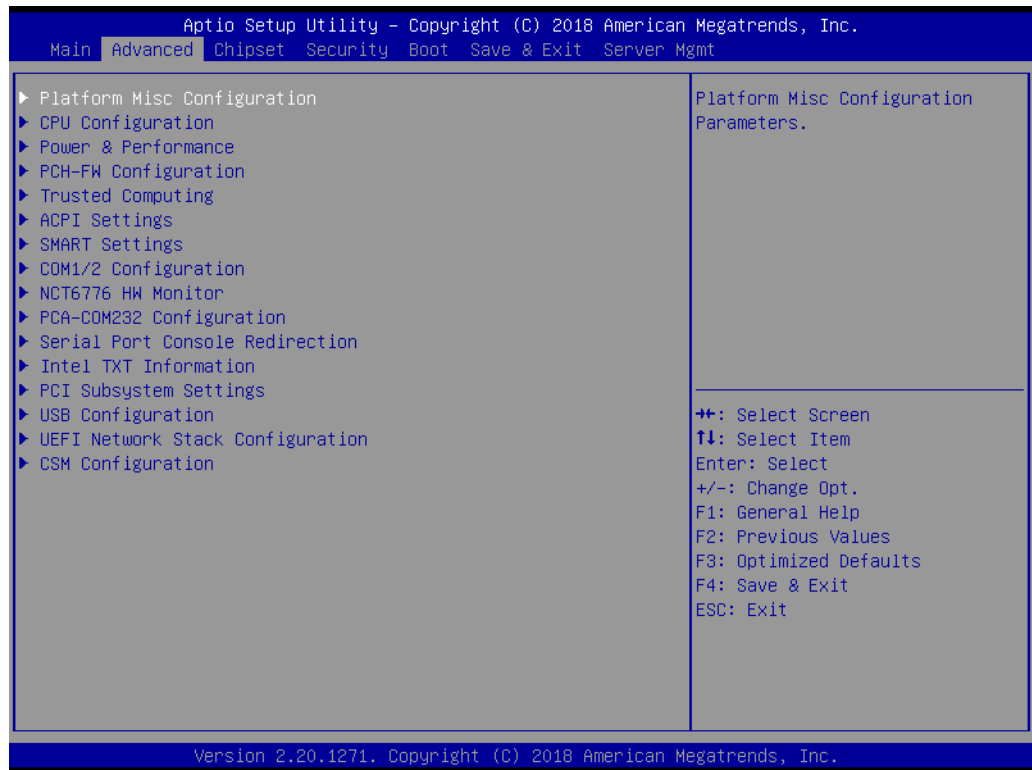 Aptio Setup Utility – Copyright (C) 2018 American Megatrends, Inc.
Main Advanced Chipset Security Boot Save & Exit Server Mgmt
▶ Platform Misc Configuration
▶ CPU Configuration
▶ Power & Performance
▶ PCH-FW Configuration
▶ Trusted Computing
▶ ACPI Settings
▶ SMART Settings
▶ COM1/2 Configuration
▶ NCT6776 HW Monitor
▶ PCA-COM232 Configuration
▶ Serial Port Console Redirection
▶ Intel TXT Information
▶ PCI Subsystem Settings
▶ USB Configuration
▶ UEFI Network Stack Configuration
▶ CSM Configuration
Platform Misc Configuration
Parameters.
→←: Select Screen
↑↓: Select Item
Enter: Select
+/-: Change Opt.
F1: General Help
F2: Previous Values
F3: Optimized Defaults
F4: Save & Exit
ESC: Exit
Version 2.20.1271. Copyright (C) 2018 American Megatrends, Inc.